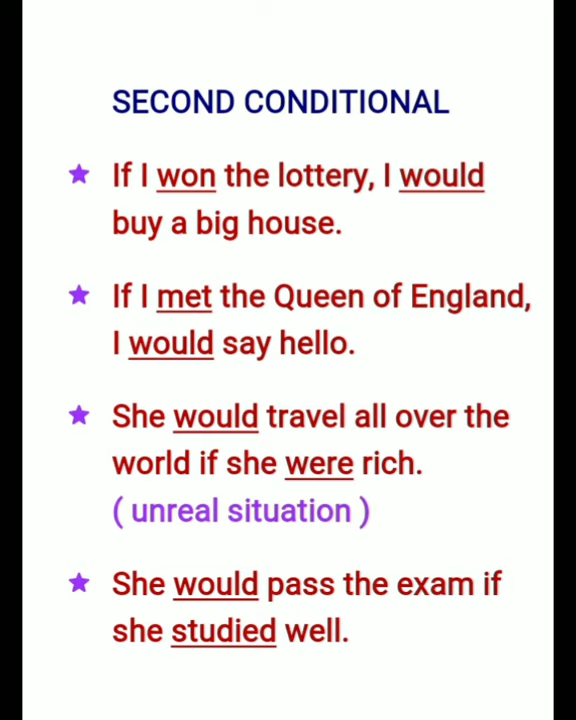 SECOND CONDITIONAL
If I won the lottery, I would
buy a big house.
If I met the Queen of England,
I would say hello.
She would travel all over the
world if she were rich.
( unreal situation )
She would pass the exam if
she studied well.